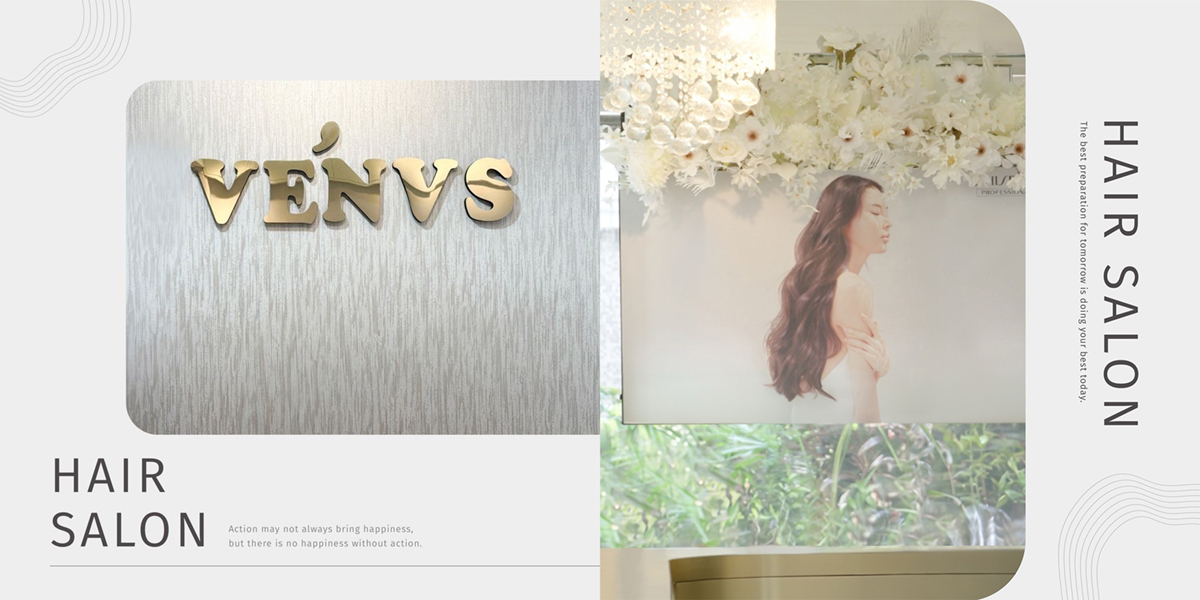 VÉNVS
HAIR
SALON
Action may not always bring happiness,
but there is no happiness without action.
PROFESSIONAL
HAIR SALON
The best preparation for tomorrow is doing your best today.